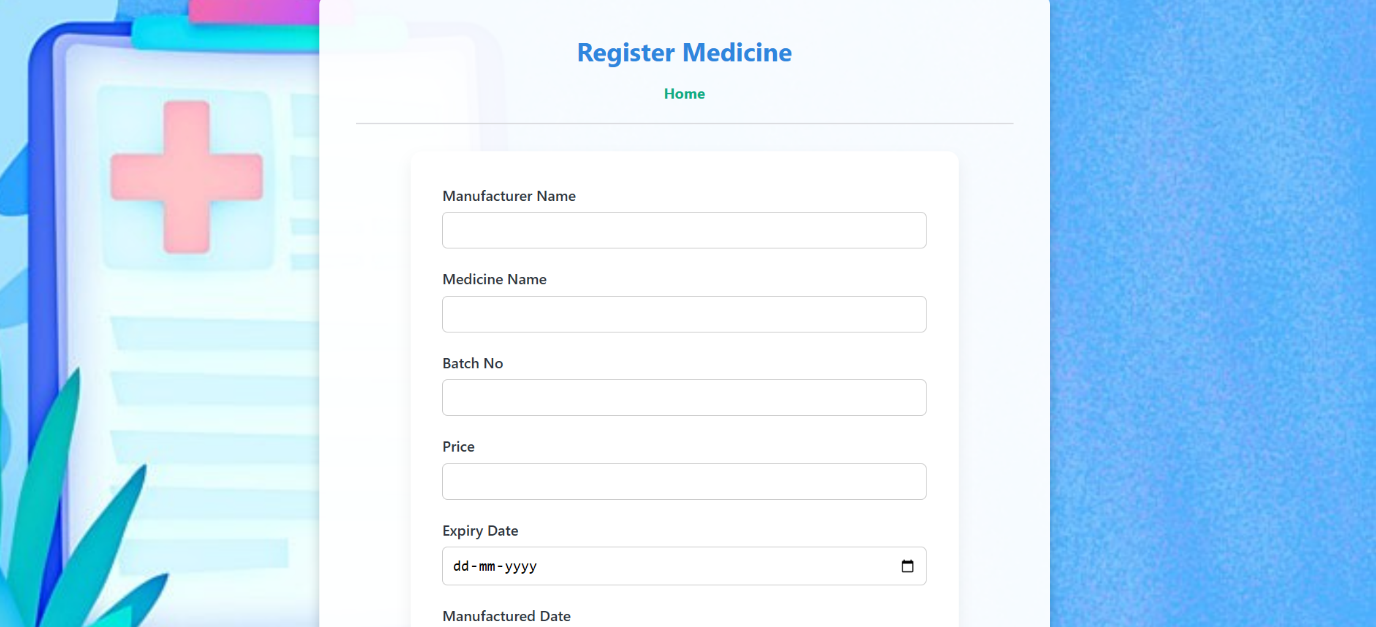 Register Medicine
Home
Manufacturer Name
Medicine Name
Batch No
Price
Expiry Date
dd-mm-yyyy
Manufactured Date